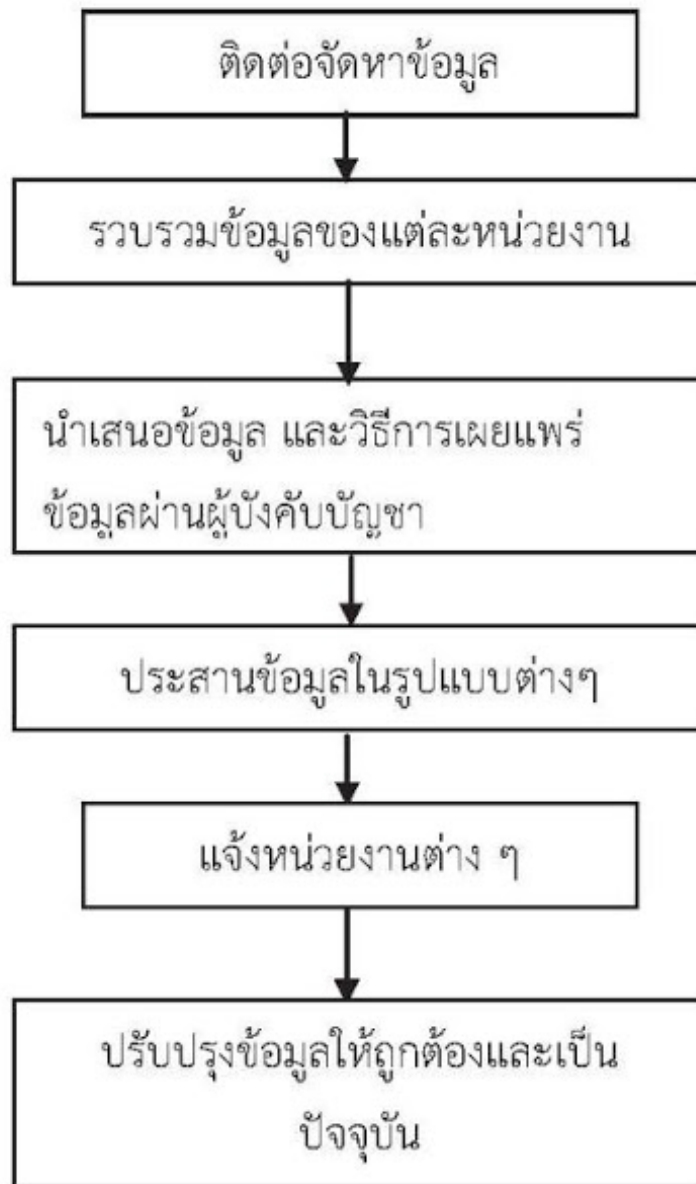 ติดต่อจัดหาข้อมูล
รวบรวมข้อมูลของแต่ละหน่วยงาน
นำเสนอข้อมูล และวิธีการเผยแพร่
ข้อมูลผ่านผู้บังคับบัญชา
ประสานข้อมูลในรูปแบบต่างๆ
แจ้งหน่วยงานต่าง ๆ
ปรับปรุงข้อมูลให้ถูกต้องและเป็น
ปัจจุบัน